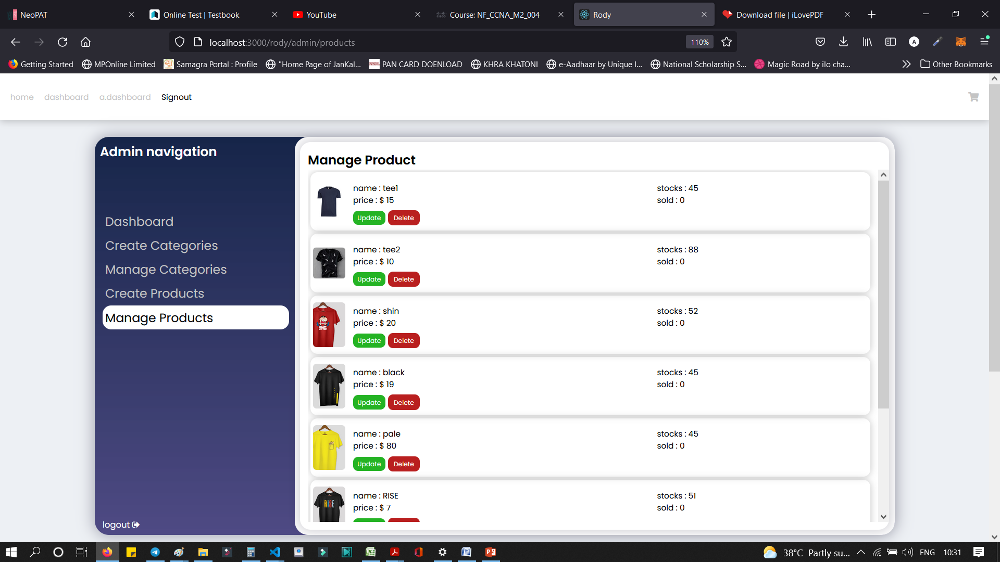 NeoPAT
Online Test | Testbook
YouTube
Course: NF_CCNA_M2_004
Rody
Download file | iLovePDF
localhost:3000/rody/admin/products
110%
Getting Started
MPOnline Limited
Samagra Portal : Profile
"Home Page of JanKal...
PAN CARD DOENLOAD
KHRA KHATONI
e-Aadhaar by Unique I...
National Scholarship S...
Magic Road by ilo cha...
Other Bookmarks
home
dashboard
a.dashboard
Signout
Admin navigation
Dashboard
Create Categories
Manage Categories
Create Products
Manage Products
logout
Manage Product
name : tee1
price : $ 15
stocks : 45
sold : 0
Update
Delete
name : tee2
price : $ 10
stocks : 88
sold : 0
Update
Delete
name : shin
price : $ 20
stocks : 52
sold : 0
Update
Delete
name : black
price : $ 19
stocks : 45
sold : 0
Update
Delete
name : pale
price : $ 80
stocks : 45
sold : 0
Update
Delete
RISE
name : RISE
price : $ 7
stocks : 51
sold : 0
38°C Partly su...
ENG
10:31